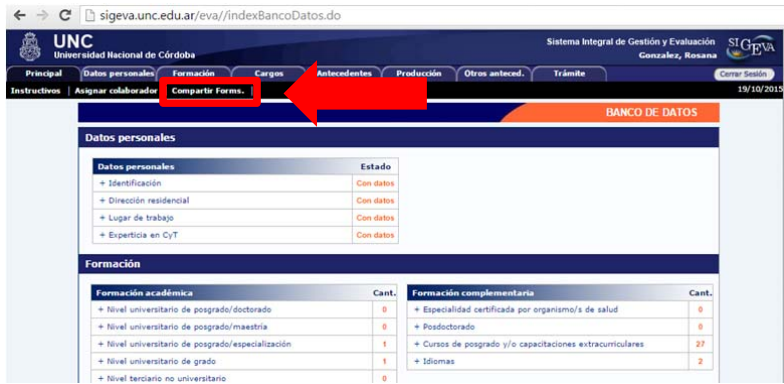 sigeva.unc.edu.ar/eva//indexBancoDatos.do
UNC
Universidad Nacional de Córdoba
Sistema Integral de Gestión y Evaluación
Gonzalez, Rosana
SIGEVA
Principal Datos personales Formación Cargos Antecedentes Producción Otros anteced. Trámite Cerrar Sesión
Instructivos | Asignar colaborador Compartir Forms. | 19/10/2015
BANCO DE DATOS
Datos personales
Datos personales Estado
+ Identificación Con datos
+ Dirección residencial Con datos
+ Lugar de trabajo Con datos
+ Experticia en CyT Con datos
Formación
Formación académica Cant. Formación complementaria Cant.
+ Nivel universitario de posgrado/doctorado 0 + Especialidad certificada por organismo/s de salud 0
+ Nivel universitario de posgrado/maestría 0 + Posdoctorado 0
+ Nivel universitario de posgrado/especialización 1 + Cursos de posgrado y/o capacitaciones extracurriculares 27
+ Nivel universitario de grado 1 + Idiomas 2
+ Nivel terciario no universitario 0